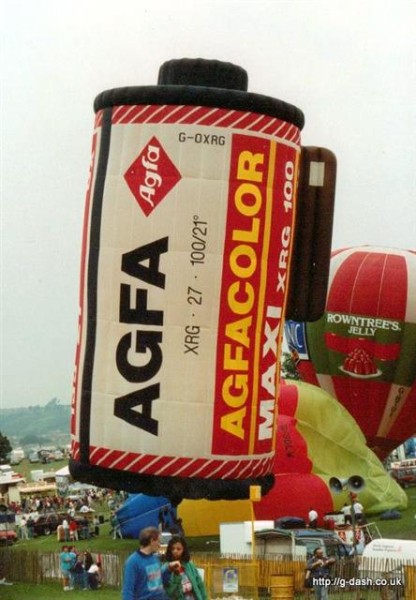 G-OXRG
Agfa
AGFA
XRG · 27 · 100/21°
AGFACOLOR
MAXI XRG 100
ROWNTREE'S
JELLY
http://g-dash.co.uk